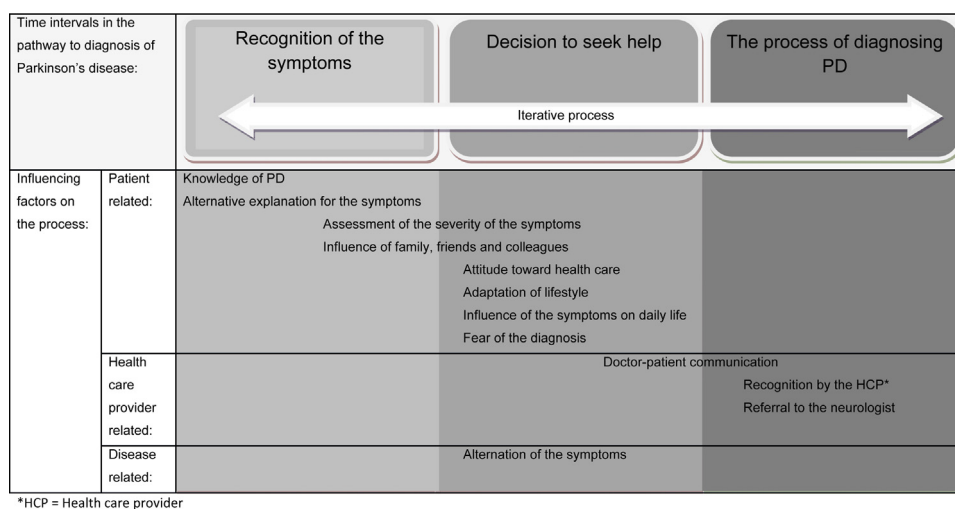 Time intervals in the
pathway to diagnosis of
Parkinson's disease:
Recognition of the
symptoms
Decision to seek help
The process of diagnosing
PD
Iterative process
Influencing
factors on
the process:
Patient
related:
Knowledge of PD
Alternative explanation for the symptoms
Assessment of the severity of the symptoms
Influence of family, friends and colleagues
Attitude toward health care
Adaptation of lifestyle
Influence of the symptoms on daily life
Fear of the diagnosis
Health
care
provider
related:
Doctor-patient communication
Recognition by the HCP*
Referral to the neurologist
Disease
related:
Alternation of the symptoms
*HCP = Health care provider